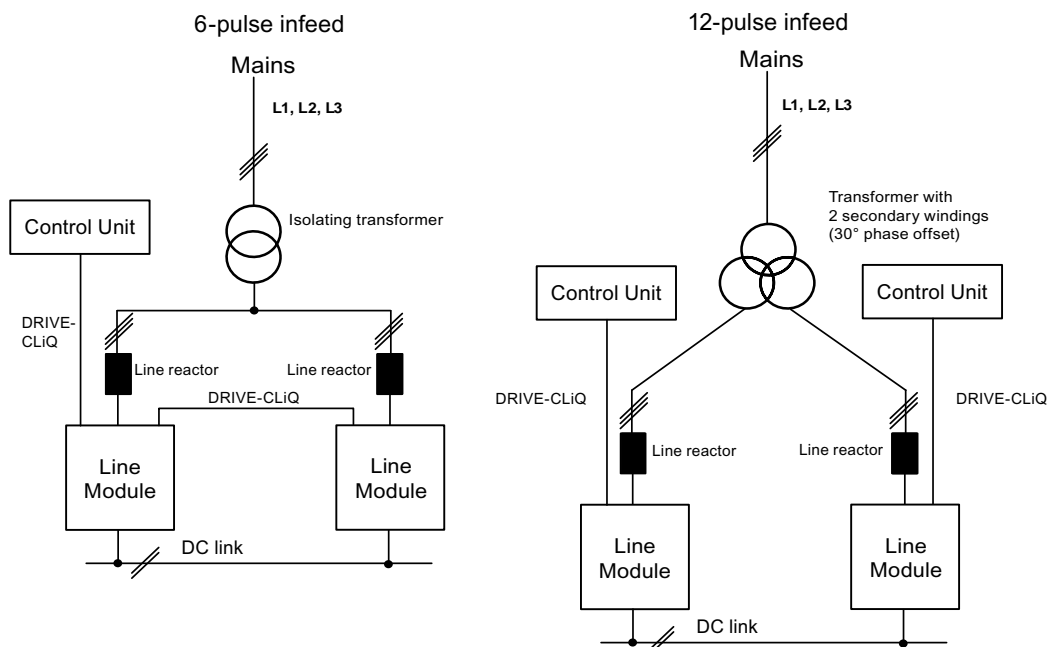 6-pulse infeed
Mains
L1, L2, L3
Isolating transformer
Control Unit
DRIVE-
CLiQ
Line reactor
Line reactor
DRIVE-CLiQ
Line
Module
Line
Module
DC link
12-pulse infeed
Mains
L1, L2, L3
Transformer with
2 secondary windings
(30° phase offset)
Control Unit
Control Unit
DRIVE-CLiQ
DRIVE-CLiQ
Line reactor
Line reactor
Line
Module
Line
Module
DC link